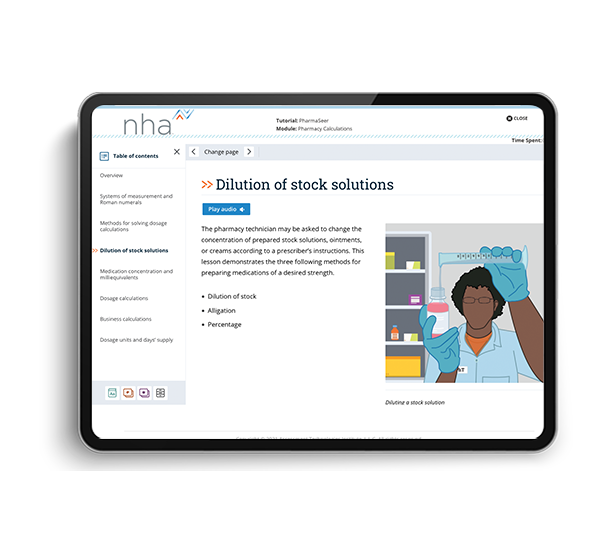 nha
Tutorial: PharmaSeer
Module: Pharmacy Calculations
CLOSE
Time Spent:
Table of contents
Change page
Overview
Systems of measurement and
Roman numerals
Methods for solving dosage
calculations
Dilution of stock solutions
Medication concentration and
milliequivalents
Dosage calculations
Business calculations
Dosage units and days' supply
Dilution of stock solutions
Play audio
The pharmacy technician may be asked to change the
concentration of prepared stock solutions, ointments,
or creams according to a prescriber's instructions. This
lesson demonstrates the three following methods for
preparing medications of a desired strength.
• Dilution of stock
• Alligation
• Percentage
Diluting a stock solution